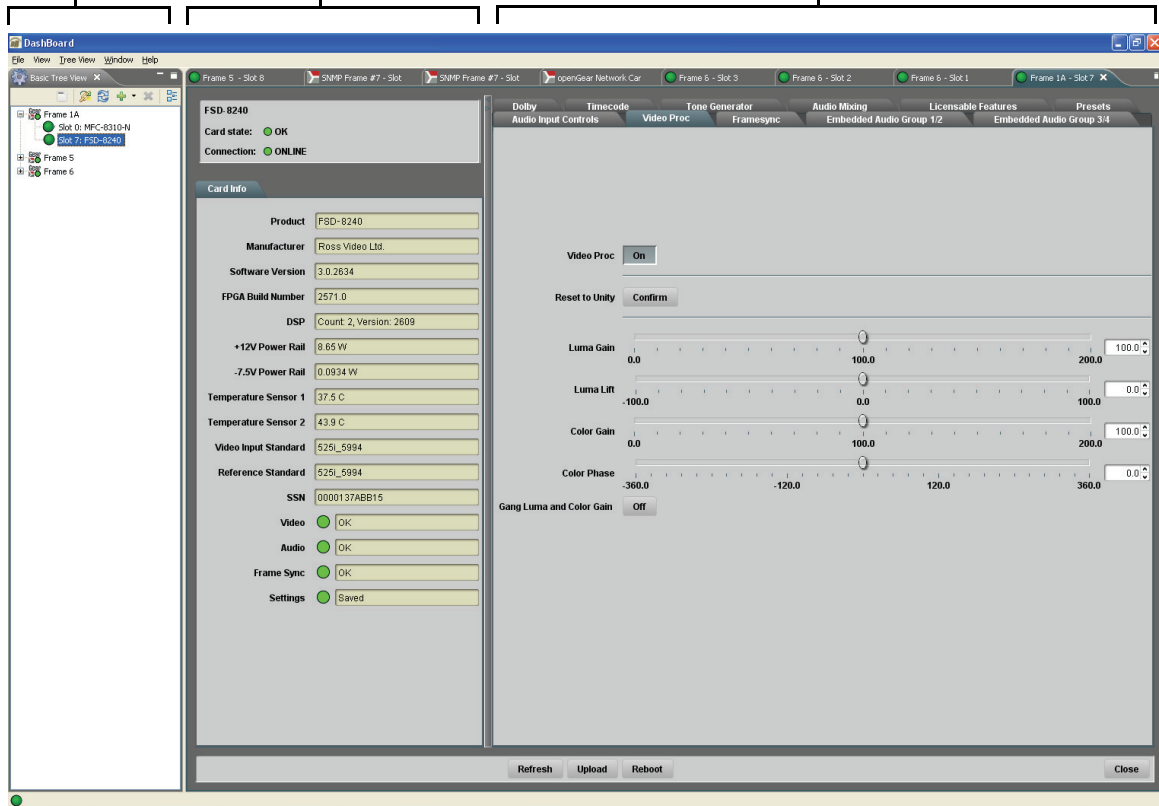 DashBoard
File View Tree View Window Help
Basic Tree View
Frame 5 - Slot 8
SNMP Frame #7 - Slot
SNMP Frame #7 - Slot
openGear Network Car
Frame 6 - Slot 3
Frame 6 - Slot 2
Frame 6 - Slot 1
Frame 1A - Slot 7
Frame 1A
Slot 0: MFC-8310-N
Slot 7: FSD-8240
Frame 5
Frame 6
FSD-8240
Card state: OK
Connection: ONLINE
Card Info
Product FSD-8240
Manufacturer Ross Video Ltd.
Software Version 3.0.2634
FPGA Build Number 2571.0
DSP Count: 2, Version: 2609
+12V Power Rail 8.65 W
-7.5V Power Rail 0.0934 W
Temperature Sensor 1 37.5 C
Temperature Sensor 2 43.9 C
Video Input Standard 525i_5994
Reference Standard 525i_5994
SSN 0000137ABB15
Video OK
Audio OK
Frame Sync OK
Settings Saved
Dolby Timecode Tone Generator Audio Mixing Licensable Features Presets
Audio Input Controls Video Proc Framesync Embedded Audio Group 1/2 Embedded Audio Group 3/4
Video Proc On
Reset to Unity Confirm
Luma Gain 100.0
0.0 100.0 200.0
Luma Lift 0.0
-100.0 0.0 100.0
Color Gain 100.0
0.0 100.0 200.0
Color Phase 0.0
-360.0 -120.0 120.0 360.0
Gang Luma and Color Gain Off
Refresh Upload Reboot Close